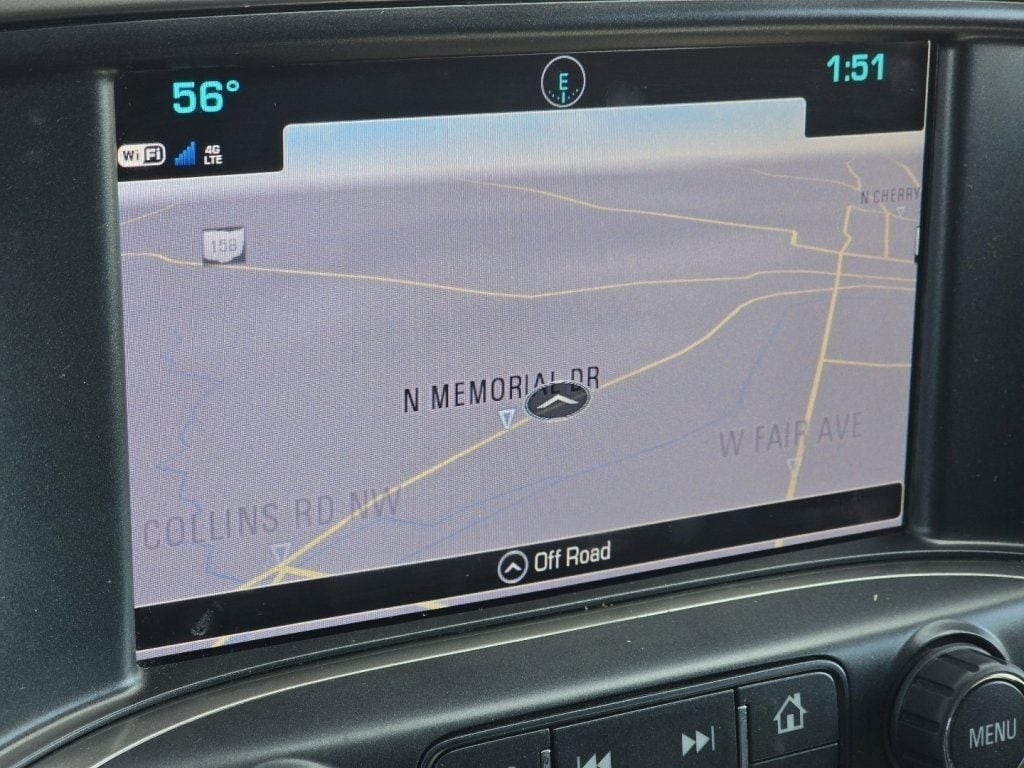 56°
E
1:51
WiFi
4G
LTE
N CHERRY
158
N MEMORIAL DR
W FAIR AVE
COLLINS RD NW
Off Road
MENU